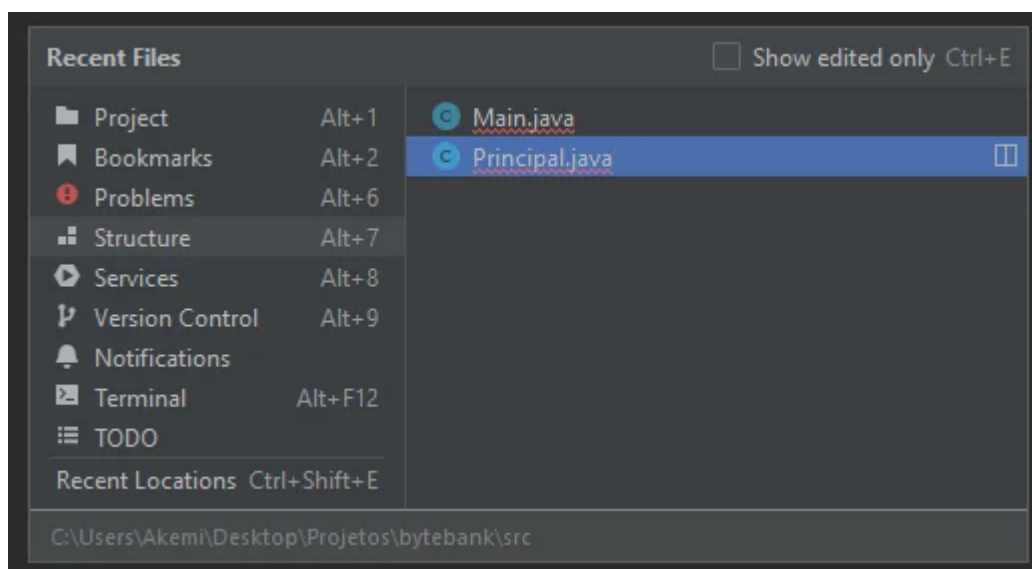 Recent Files
Show edited only Ctrl+E
Project Alt+1
Bookmarks Alt+2
Problems Alt+6
Structure Alt+7
Services Alt+8
Version Control Alt+9
Notifications
Terminal Alt+F12
TODO
Recent Locations Ctrl+Shift+E
Main.java
Principal.java
C:\Users\Akemi\Desktop\Projetos\bytebank\src